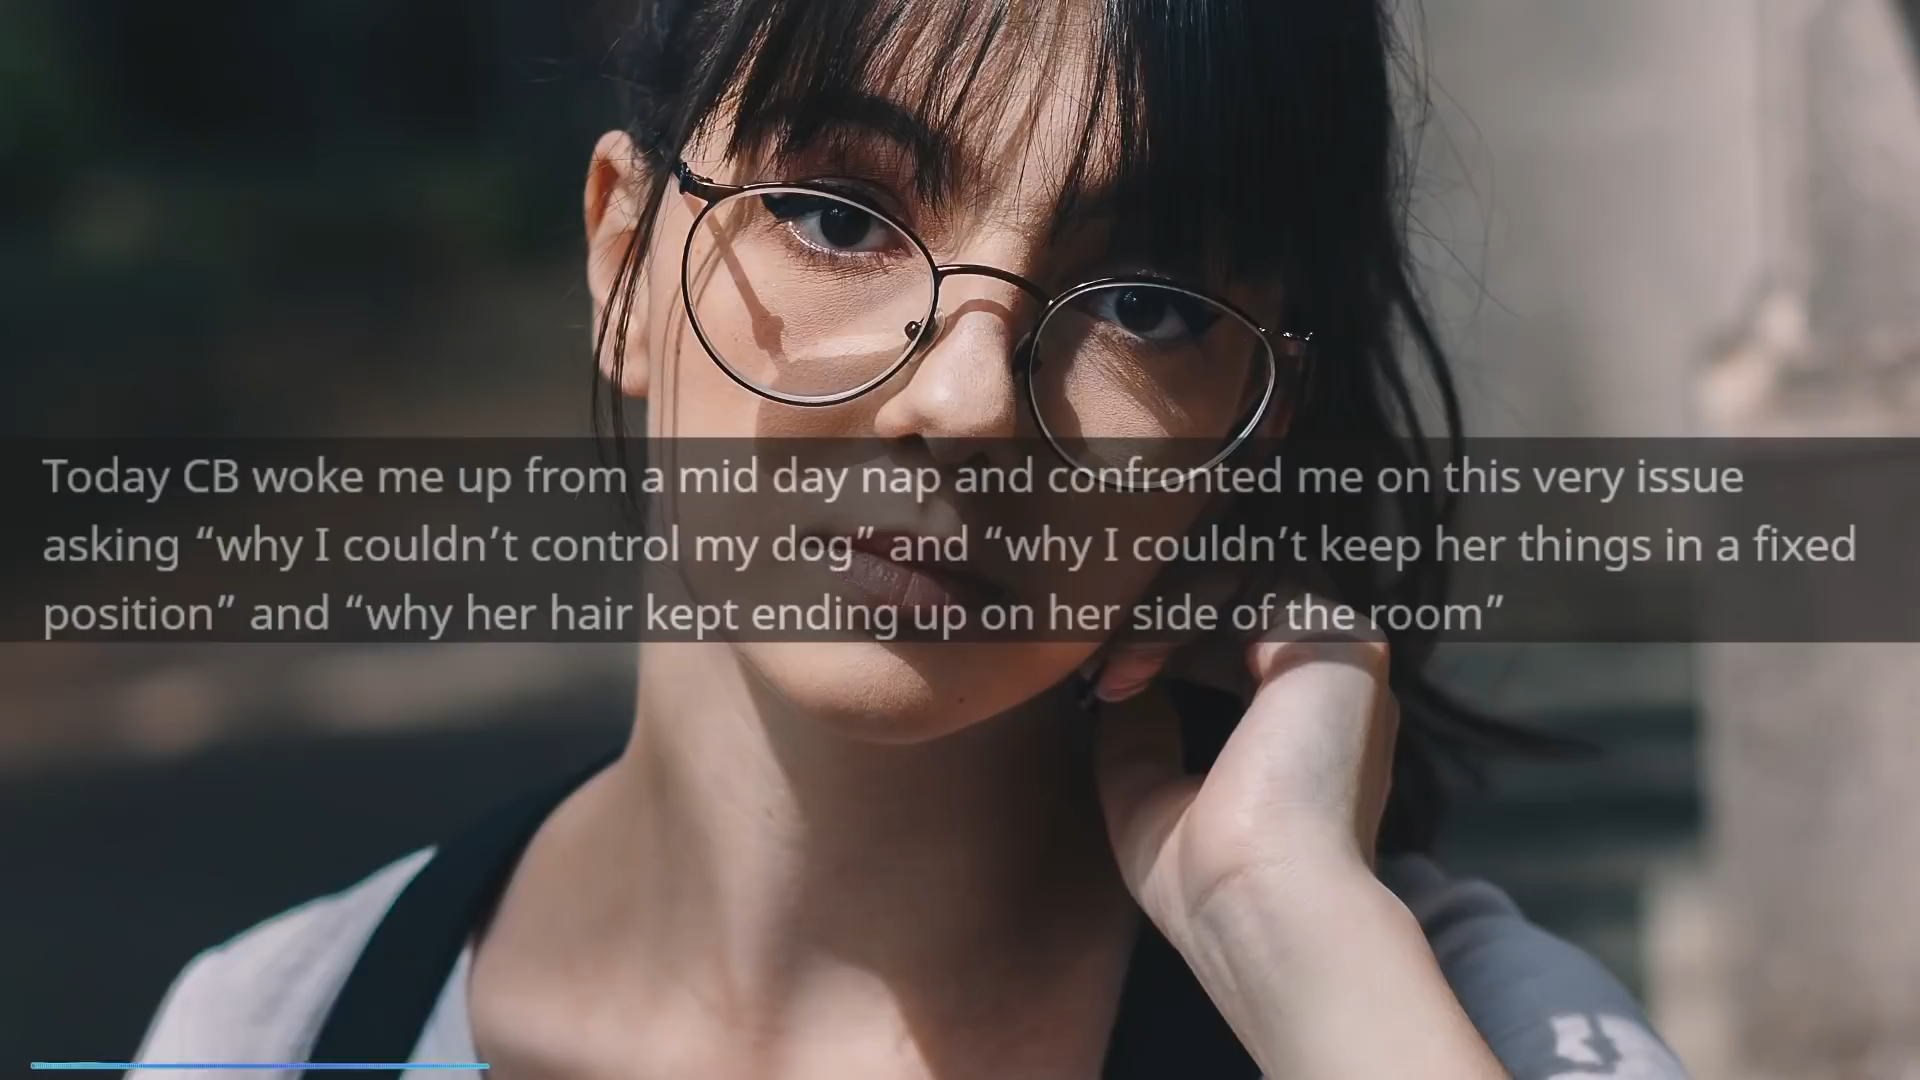 Today CB woke me up from a mid day nap and confronted me on this very issue
asking “why I couldn’t control my dog” and “why I couldn’t keep her things in a fixed
position” and “why her hair kept ending up on her side of the room”